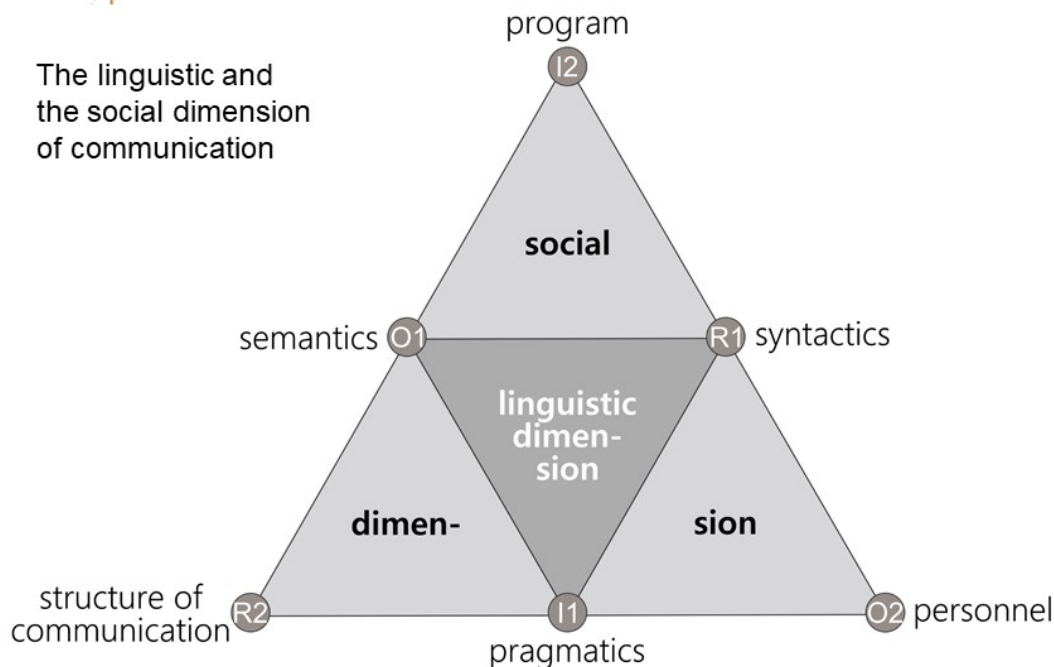 program
I2
The linguistic and
the social dimension
of communication
social
semantics O1 R1 syntactics
linguistic
dimen-
sion
dimen- sion
structure of
communication
R2 I1 O2 personnel
pragmatics